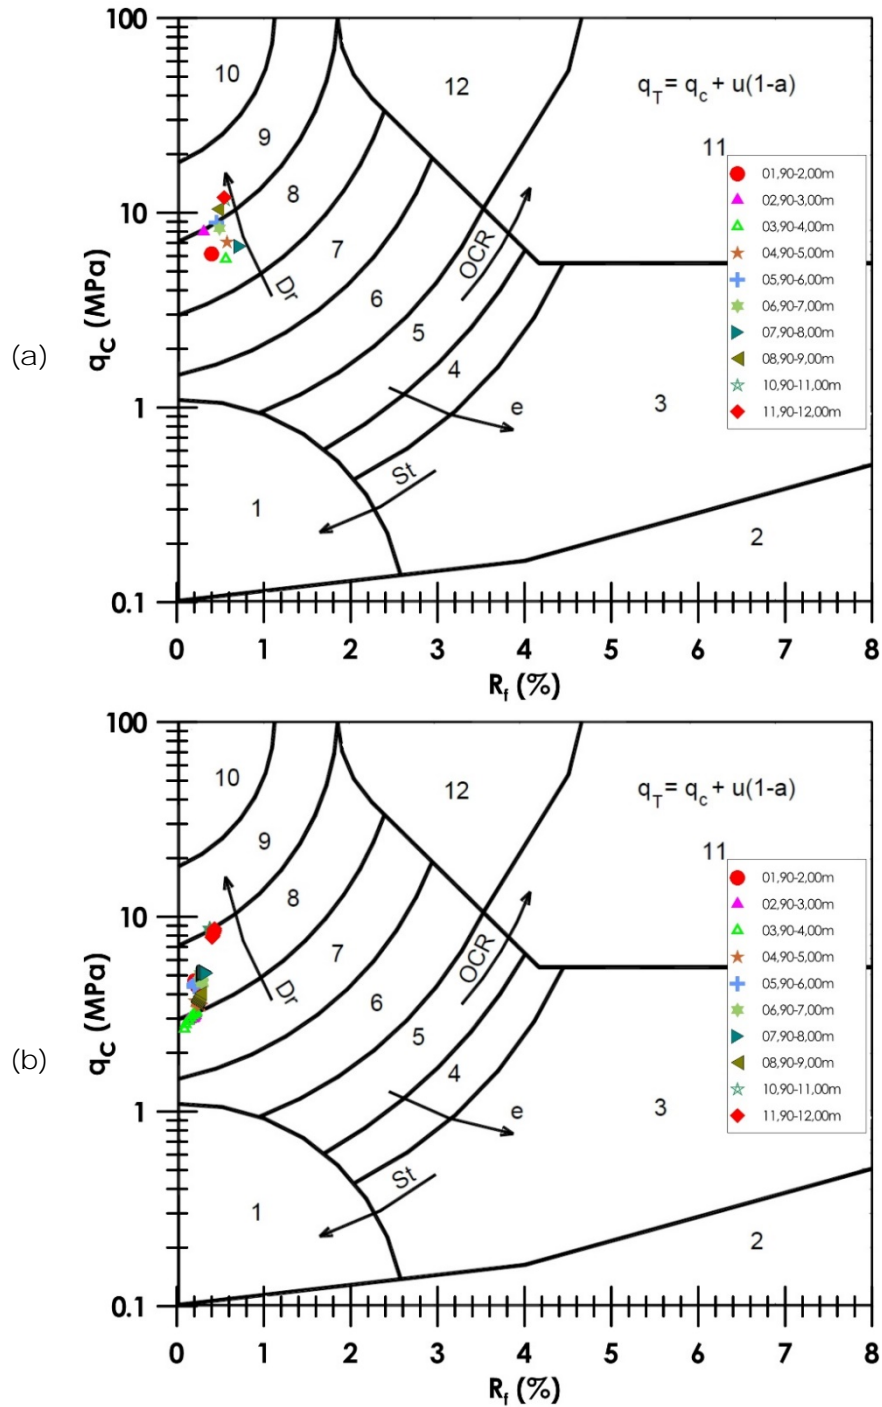 (a)
q_C (MPa)
100
10
1
0.1
10
9
8
7
6
5
4
3
2
1
12
11
q_T = q_c + u(1-a)
Dr
OCR
e
St
01,90-2,00m
02,90-3,00m
03,90-4,00m
04,90-5,00m
05,90-6,00m
06,90-7,00m
07,90-8,00m
08,90-9,00m
10,90-11,00m
11,90-12,00m
0 1 2 3 4 5 6 7 8
R_f (%)
(b)
q_C (MPa)
100
10
1
0.1
10
9
8
7
6
5
4
3
2
1
12
11
q_T = q_c + u(1-a)
Dr
OCR
e
St
01,90-2,00m
02,90-3,00m
03,90-4,00m
04,90-5,00m
05,90-6,00m
06,90-7,00m
07,90-8,00m
08,90-9,00m
10,90-11,00m
11,90-12,00m
0 1 2 3 4 5 6 7 8
R_f (%)